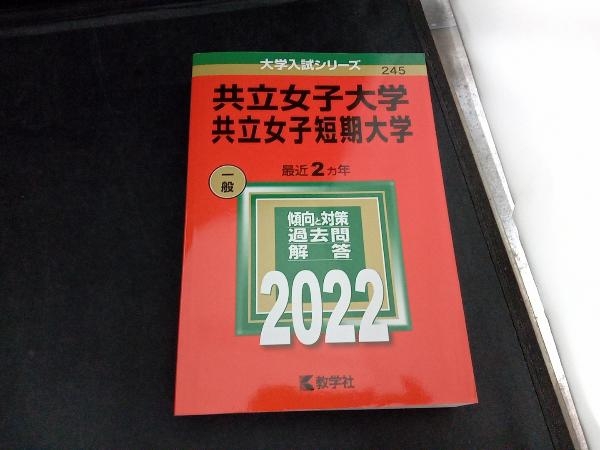 大学入試シリーズ
245
共立女子大学
共立女子短期大学
一般
最近2ヵ年
傾向と対策
過去問
解答
2022
教学社